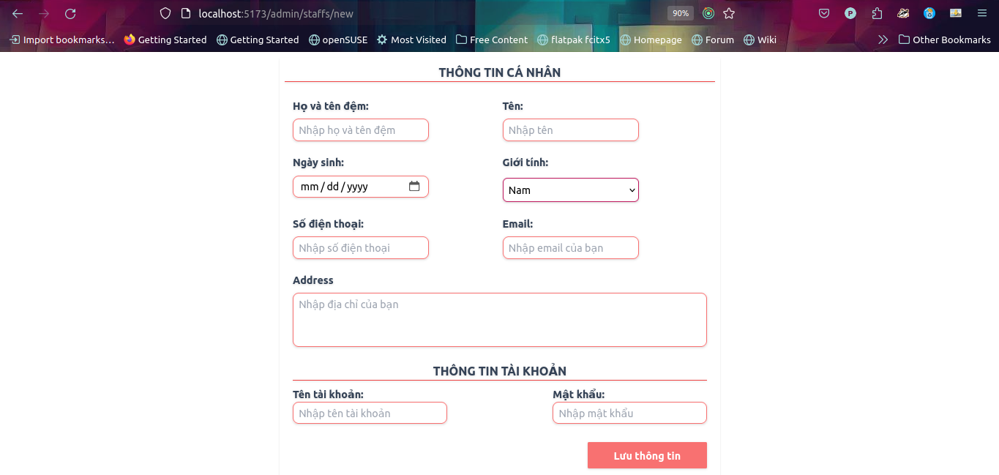 localhost:5173/admin/staffs/new 90%
Import bookmarks... Getting Started Getting Started openSUSE Most Visited Free Content flatpak fcitx5 Homepage Forum Wiki Other Bookmarks
THÔNG TIN CÁ NHÂN
Họ và tên đệm: Tên:
Nhập họ và tên đệm Nhập tên
Ngày sinh: Giới tính:
mm / dd / yyyy Nam
Số điện thoại: Email:
Nhập số điện thoại Nhập email của bạn
Address
Nhập địa chỉ của bạn
THÔNG TIN TÀI KHOẢN
Tên tài khoản: Mật khẩu:
Nhập tên tài khoản Nhập mật khẩu
Lưu thông tin